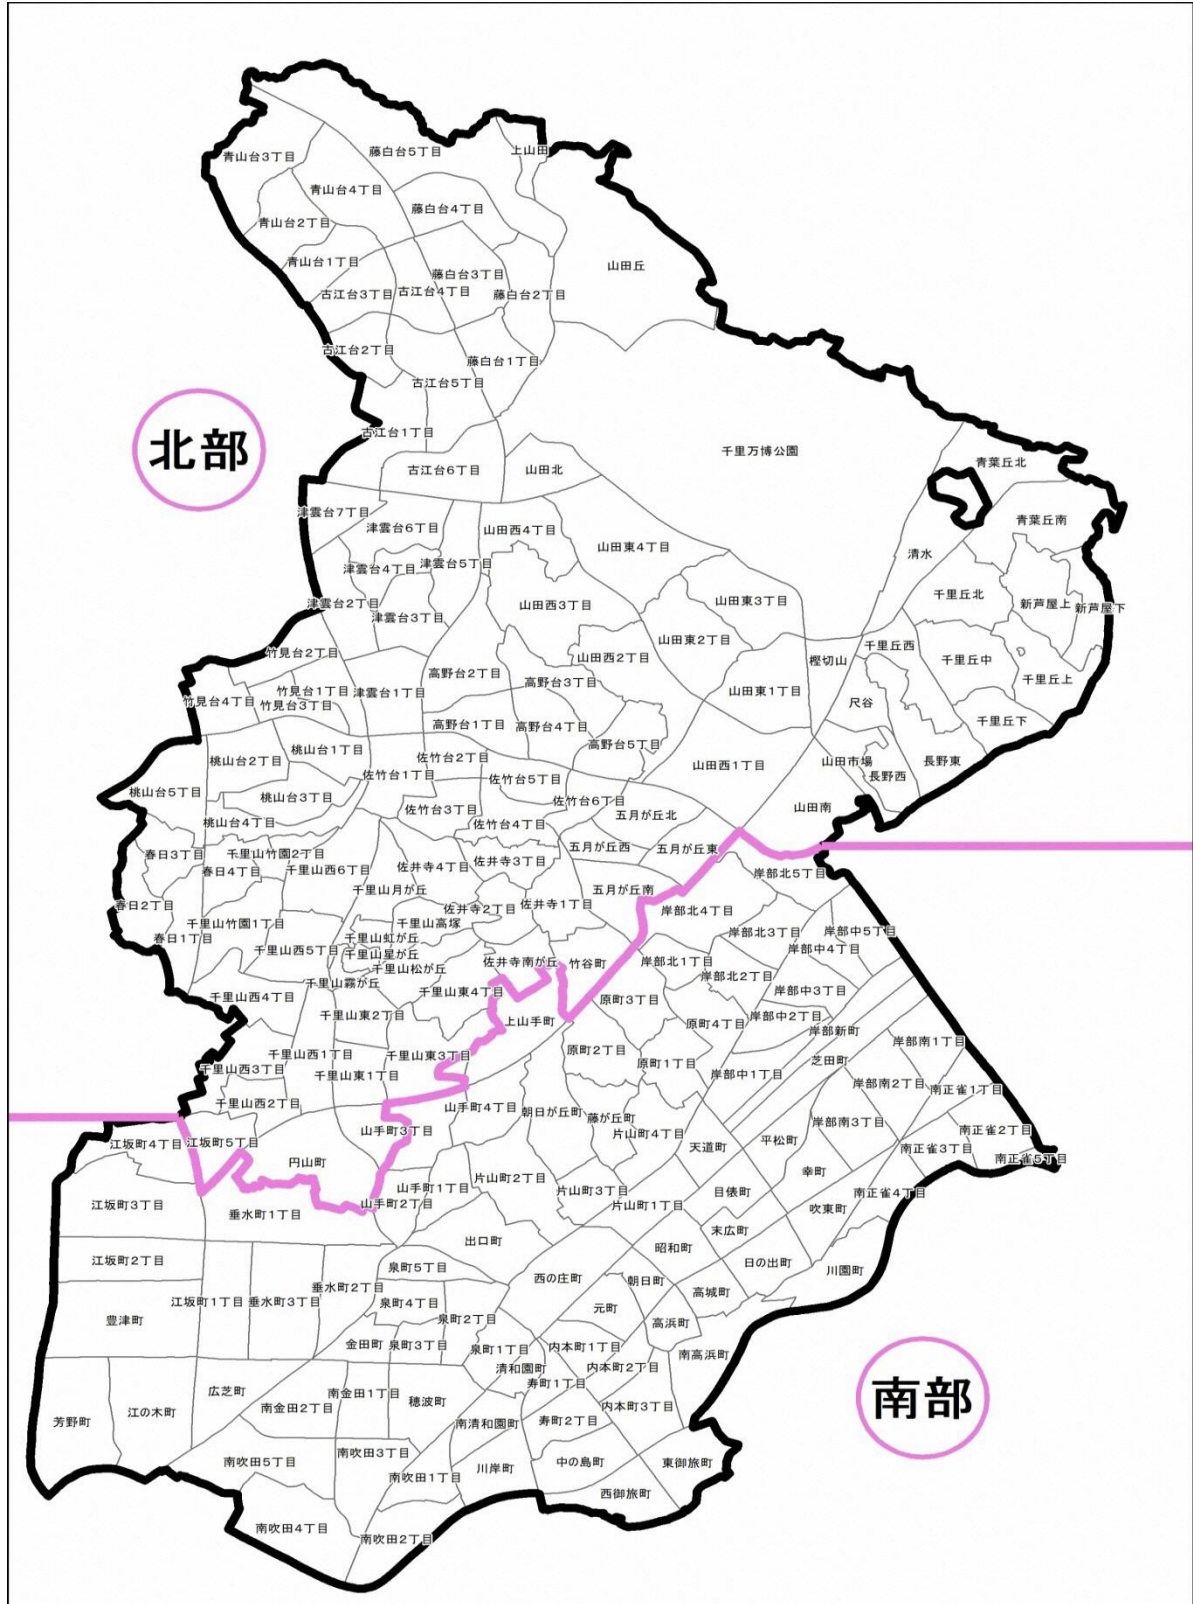 上山田
藤白台5丁目
青山台3丁目
青山台4丁目
藤白台4丁目
青山台2丁目
青山台1丁目
山田丘
藤白台3丁目
古江台3丁目
古江台4丁目
藤白台2丁目
古江台2丁目
藤白台1丁目
古江台5丁目
北部
古江台1丁目
千里万博公園
古江台6丁目
山田北
青葉丘北
津雲台7丁目
津雲台6丁目
山田西4丁目
青葉丘南
山田東4丁目
清水
津雲台4丁目
津雲台5丁目
千里丘北
津雲台2丁目
津雲台3丁目
山田西3丁目
山田東3丁目
新芦屋上
新芦屋下
山田東2丁目
千里丘西
竹見台2丁目
山田西2丁目
樫切山
千里丘中
高野台2丁目
高野台3丁目
千里丘上
竹見台4丁目
竹見台1丁目
竹見台3丁目
津雲台1丁目
山田東1丁目
尺谷
高野台1丁目
高野台4丁目
千里丘下
高野台5丁目
桃山台1丁目
桃山台2丁目
佐竹台2丁目
山田西1丁目
山田市場
長野東
佐竹台1丁目
佐竹台5丁目
長野西
桃山台5丁目
桃山台3丁目
佐竹台3丁目
佐竹台6丁目
山田南
桃山台4丁目
佐竹台4丁目
五月が丘北
春日3丁目
千里山竹園2丁目
五月が丘西
五月が丘東
春日4丁目
千里山西6丁目
佐井寺4丁目
佐井寺3丁目
岸部北5丁目
千里山月が丘
五月が丘南
春日2丁目
佐井寺2丁目
佐井寺1丁目
岸部北4丁目
千里山竹園1丁目
千里山高塚
春日1丁目
千里山虹が丘
岸部北3丁目
岸部中5丁目
千里山西5丁目
千里山星が丘
岸部中4丁目
千里山松が丘
佐井寺南が丘
竹谷町
岸部北1丁目
千里山霧が丘
岸部北2丁目
千里山西4丁目
千里山東4丁目
原町3丁目
岸部中3丁目
千里山東2丁目
上山手町
原町4丁目
岸部中2丁目
岸部新町
千里山西1丁目
千里山東3丁目
原町2丁目
岸部南1丁目
千里山西3丁目
千里山東1丁目
原町1丁目
芝田町
岸部中1丁目
岸部南2丁目
南正雀1丁目
千里山西2丁目
山手町4丁目
朝日が丘町
藤が丘町
岸部南3丁目
江坂町4丁目
江坂町5丁目
山手町3丁目
片山町4丁目
天道町
平松町
南正雀2丁目
南正雀3丁目
円山町
南正雀5丁目
片山町2丁目
幸町
山手町1丁目
片山町3丁目
目俵町
南正雀4丁目
江坂町3丁目
山手町2丁目
片山町1丁目
吹東町
垂水町1丁目
末広町
出口町
昭和町
江坂町2丁目
泉町5丁目
日の出町
川園町
西の庄町
朝日町
垂水町2丁目
高城町
江坂町1丁目
垂水町3丁目
泉町4丁目
元町
豊津町
泉町2丁目
高浜町
金田町
泉町3丁目
泉町1丁目
内本町1丁目
南高浜町
清和園町
内本町2丁目
広芝町
南金田1丁目
寿町1丁目
南部
穂波町
南金田2丁目
内本町3丁目
江の木町
芳野町
南清和園町
寿町2丁目
南吹田3丁目
南吹田5丁目
中の島町
東御旅町
川岸町
南吹田1丁目
西御旅町
南吹田4丁目
南吹田2丁目